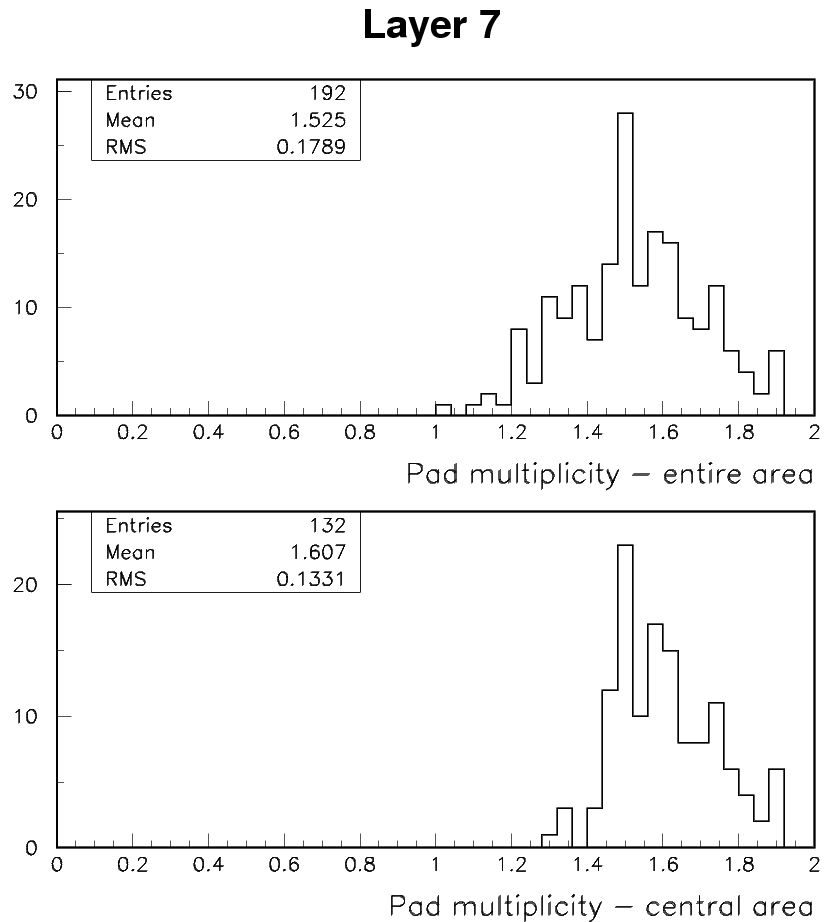 Layer 7
30
20
10
0
Entries 192
Mean 1.525
RMS 0.1789
0 0.2 0.4 0.6 0.8 1 1.2 1.4 1.6 1.8 2
Pad multiplicity – entire area
20
10
0
Entries 132
Mean 1.607
RMS 0.1331
0 0.2 0.4 0.6 0.8 1 1.2 1.4 1.6 1.8 2
Pad multiplicity – central area